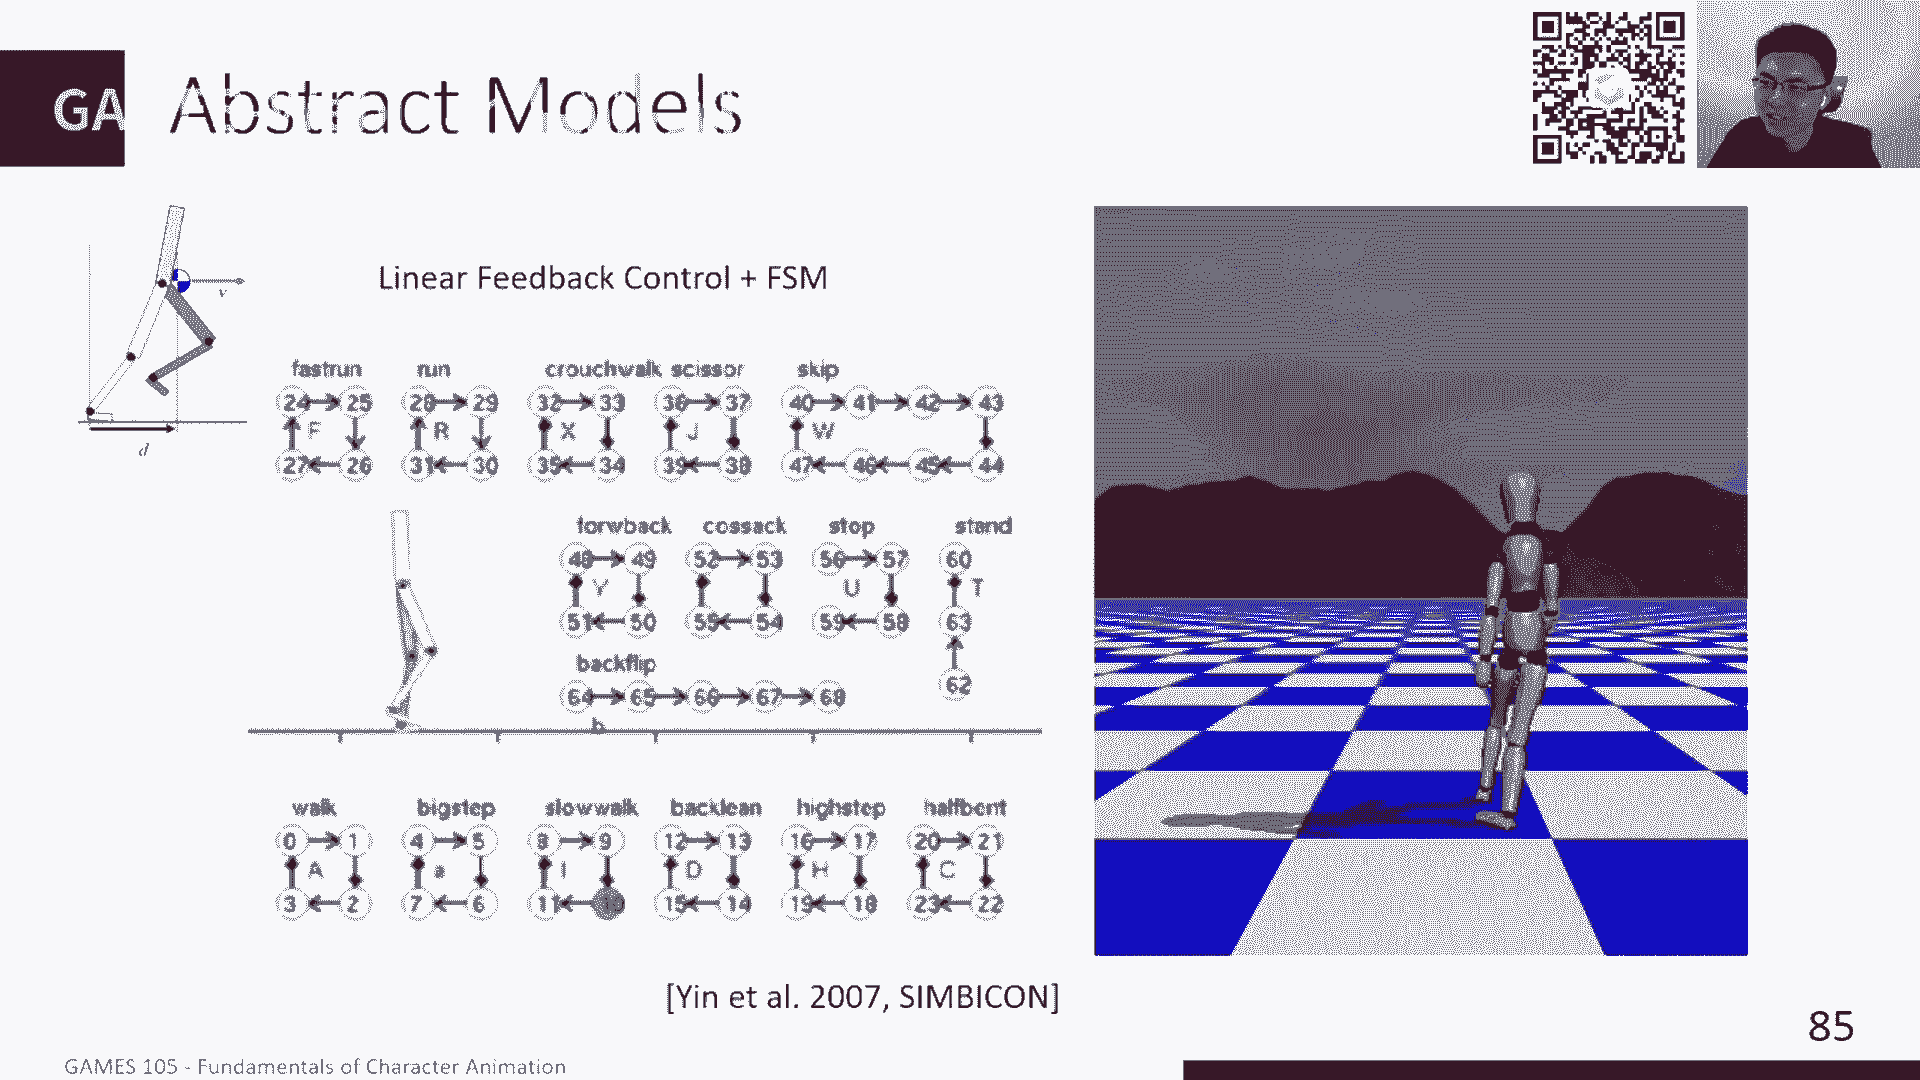 GA
Abstract Models
v
d
Linear Feedback Control + FSM
fastrun run crouchwalk scissor skip
24 25 28 29 32 33 36 37 40 41 42 43
F R X J W
27 26 31 30 35 34 39 38 47 46 45 44
forwback cossack stop stand
48 49 52 53 56 57 60
Y U T
51 50 55 54 59 58 63
backflip
64 65 66 67 68 62
b
walk bigstep slowwalk backlean highstep halfbent
0 1 4 5 8 9 12 13 16 17 20 21
A a I D H C
3 2 7 6 11 10 15 14 19 18 23 22
[Yin et al. 2007, SIMBICON]
85
GAMES 105 - Fundamentals of Character Animation